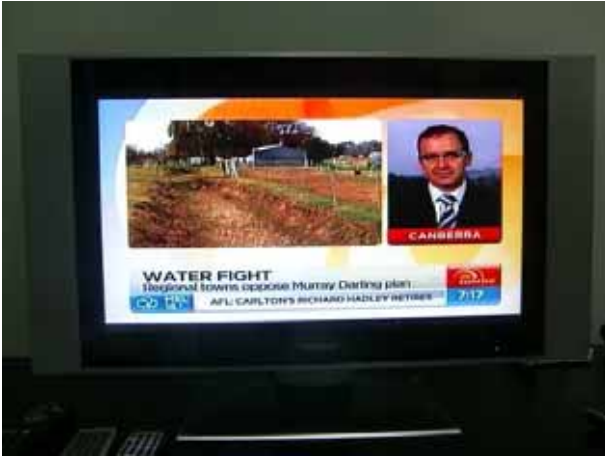 CANBERRA
WATER FIGHT
Regional towns oppose Murray Darling plan
AFL: CARLTON'S RICHARD HADLEY RETIRES
7:17